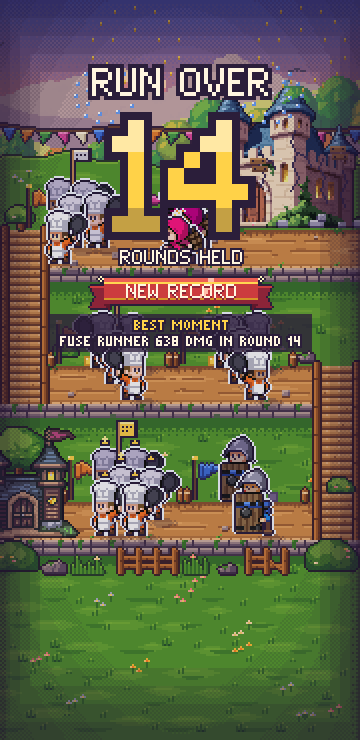 RUN OVER
14
ROUNDS HELD
NEW RECORD
BEST MOMENT
FUSE RUNNER 638 DMG IN ROUND 14